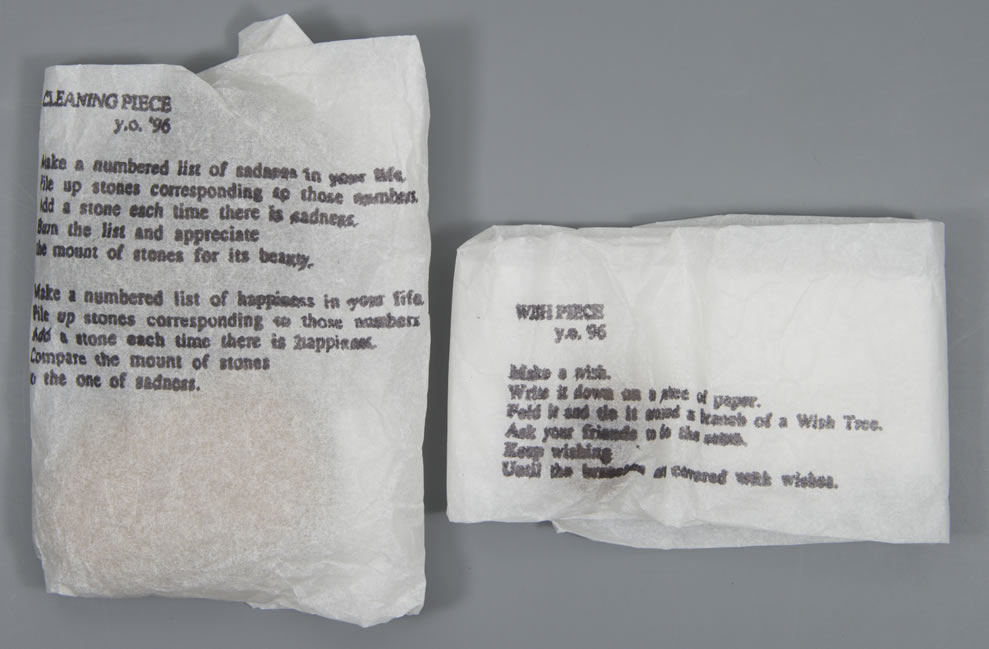 CLEANING PIECE
y.o. '96
Make a numbered list of sadness in your life.
Pile up stones corresponding to those numbers.
Add a stone each time there is sadness.
Burn the list and appreciate
the mount of stones for its beauty.
Make a numbered list of happiness in your life.
Pile up stones corresponding to those numbers
Add a stone each time there is happiness.
Compare the mount of stones
to the one of sadness.
WISH PIECE
y.o. '96
Make a wish.
Write it down on a piece of paper.
Fold it and tie it around a branch of a Wish Tree.
Ask your friends to do the same.
Keep wishing
Until the branches are covered with wishes.